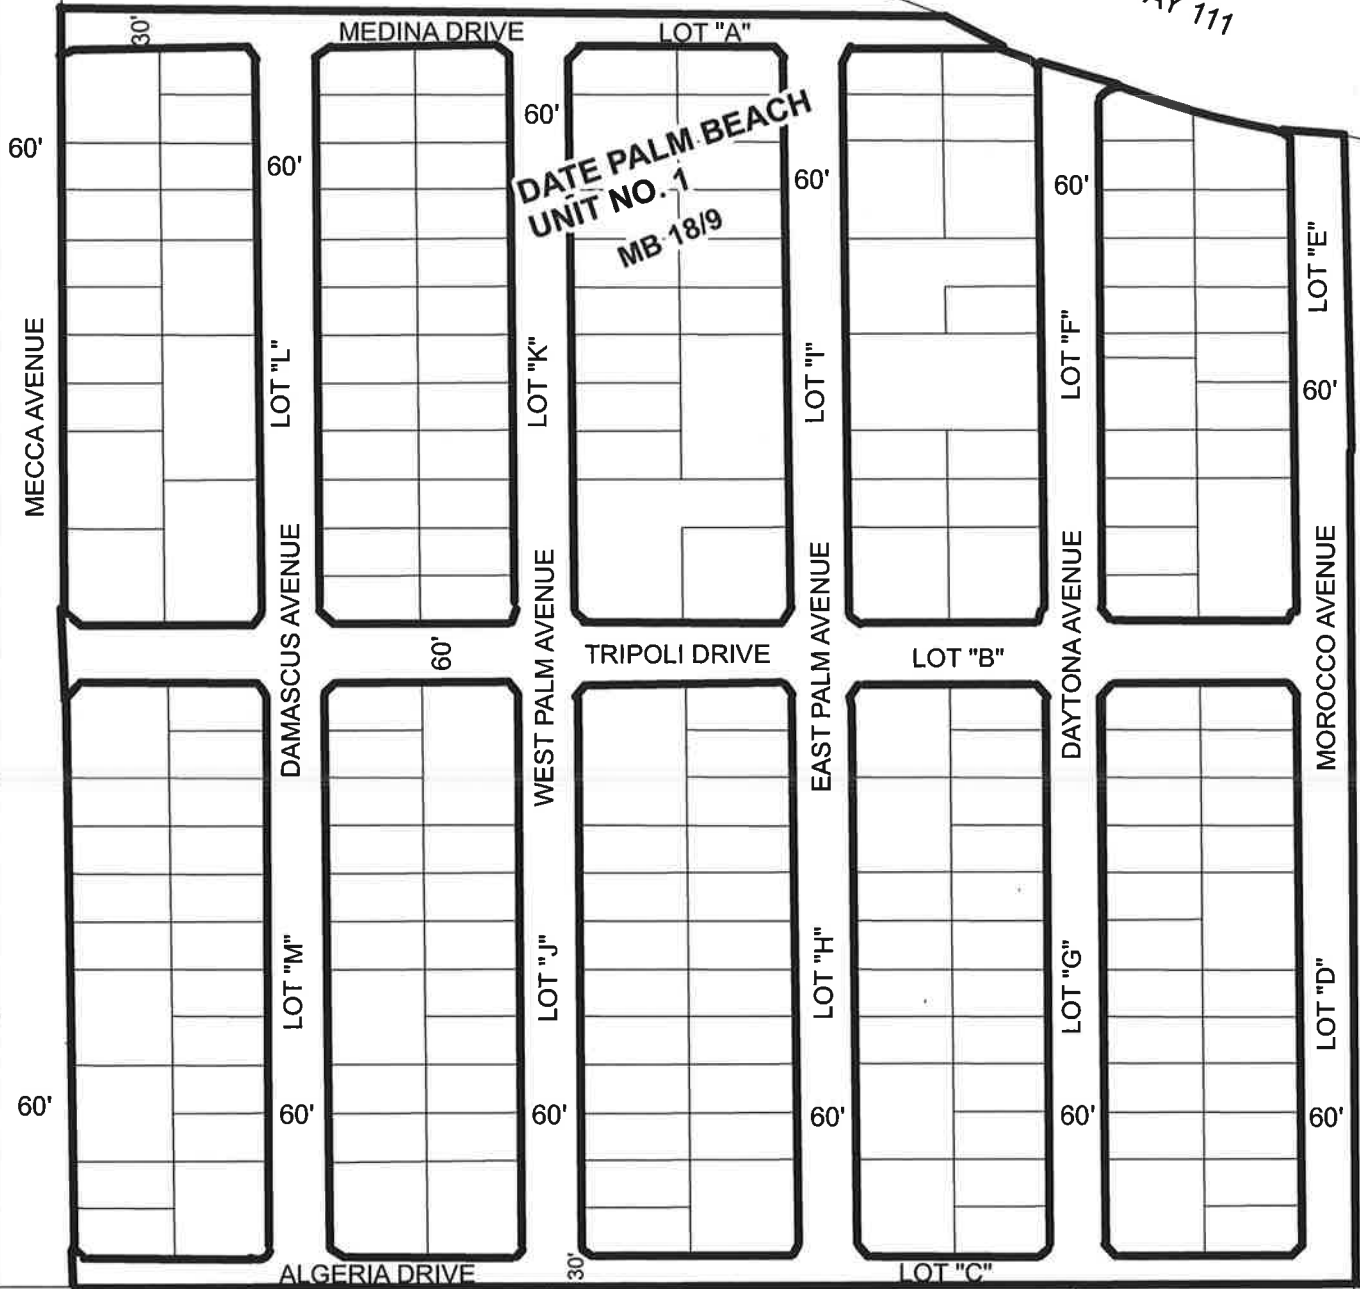 111
30'
MEDINA DRIVE
LOT "A"
60'
60'
60'
60'
60'
DATE PALM BEACH
UNIT NO. 1
MB 18/9
LOT "E"
MECCA AVENUE
LOT "L"
LOT "K"
LOT "I"
LOT "F"
60'
DAMASCUS AVENUE
WEST PALM AVENUE
EAST PALM AVENUE
DAYTONA AVENUE
MOROCCO AVENUE
60'
TRIPOLI DRIVE
LOT "B"
LOT "M"
LOT "J"
LOT "H"
LOT "G"
LOT "D"
60'
60'
60'
60'
60'
60'
ALGERIA DRIVE
30'
LOT "C"